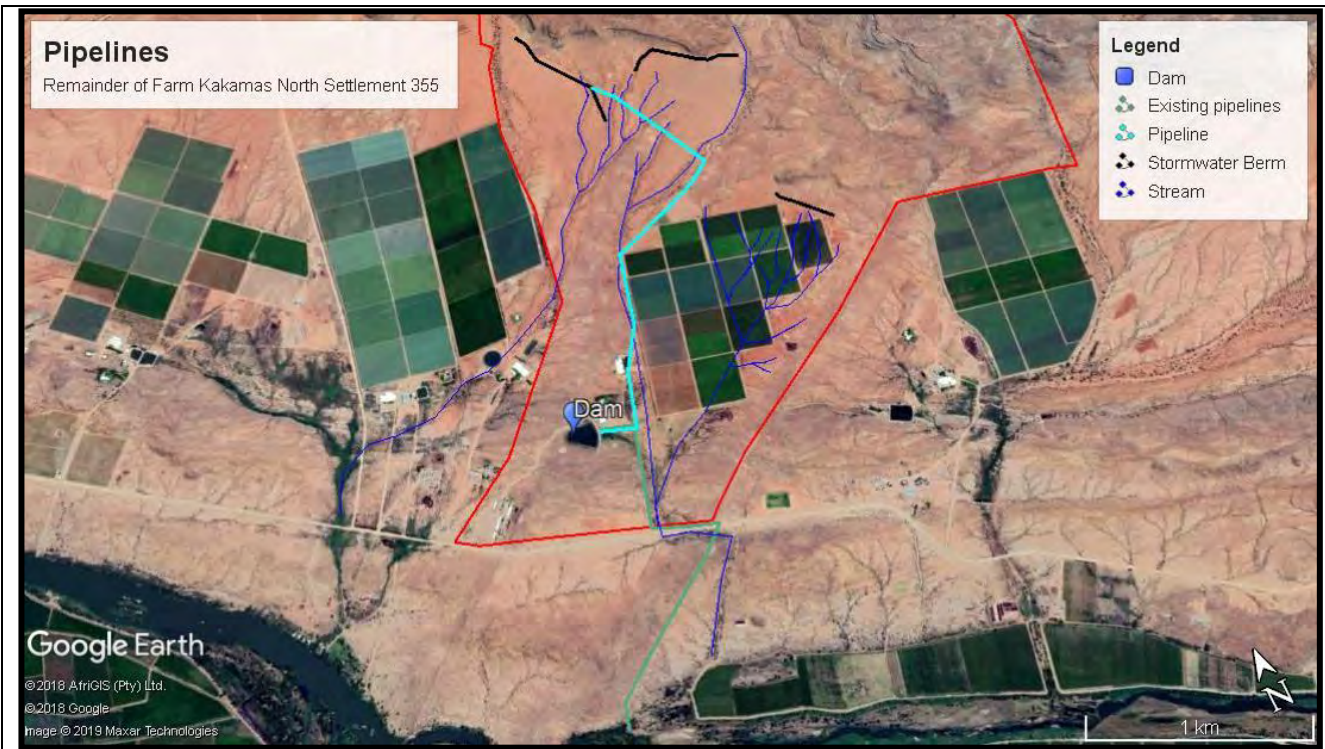 Pipelines
Remainder of Farm Kakamas North Settlement 355
Legend
Dam
Existing pipelines
Pipeline
Stormwater Berm
Stream
Dam
Google Earth
©2018 AfriGIS (Pty) Ltd.
©2018 Google
Image © 2019 Maxar Technologies
N
1 km